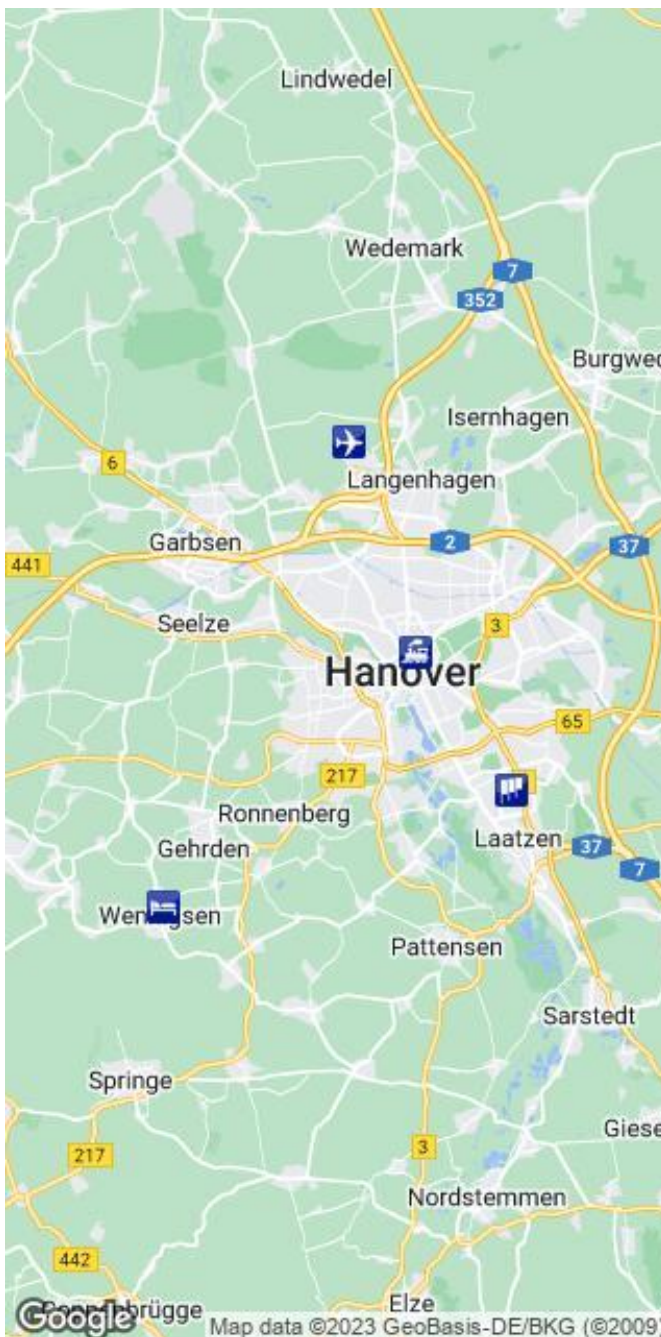 Lindwedel
Wedemark
7
352
Burgwed
Isernhagen
6
Langenhagen
Garbsen
2
37
441
Seelze
3
Hanover
65
217
Ronnenberg
Laatzen
Gehrden
37
7
Pattensen
Sarstedt
Springe
Giese
3
217
Nordstemmen
442
Elze
Google
Map data ©2023 GeoBasis-DE/BKG (©2009